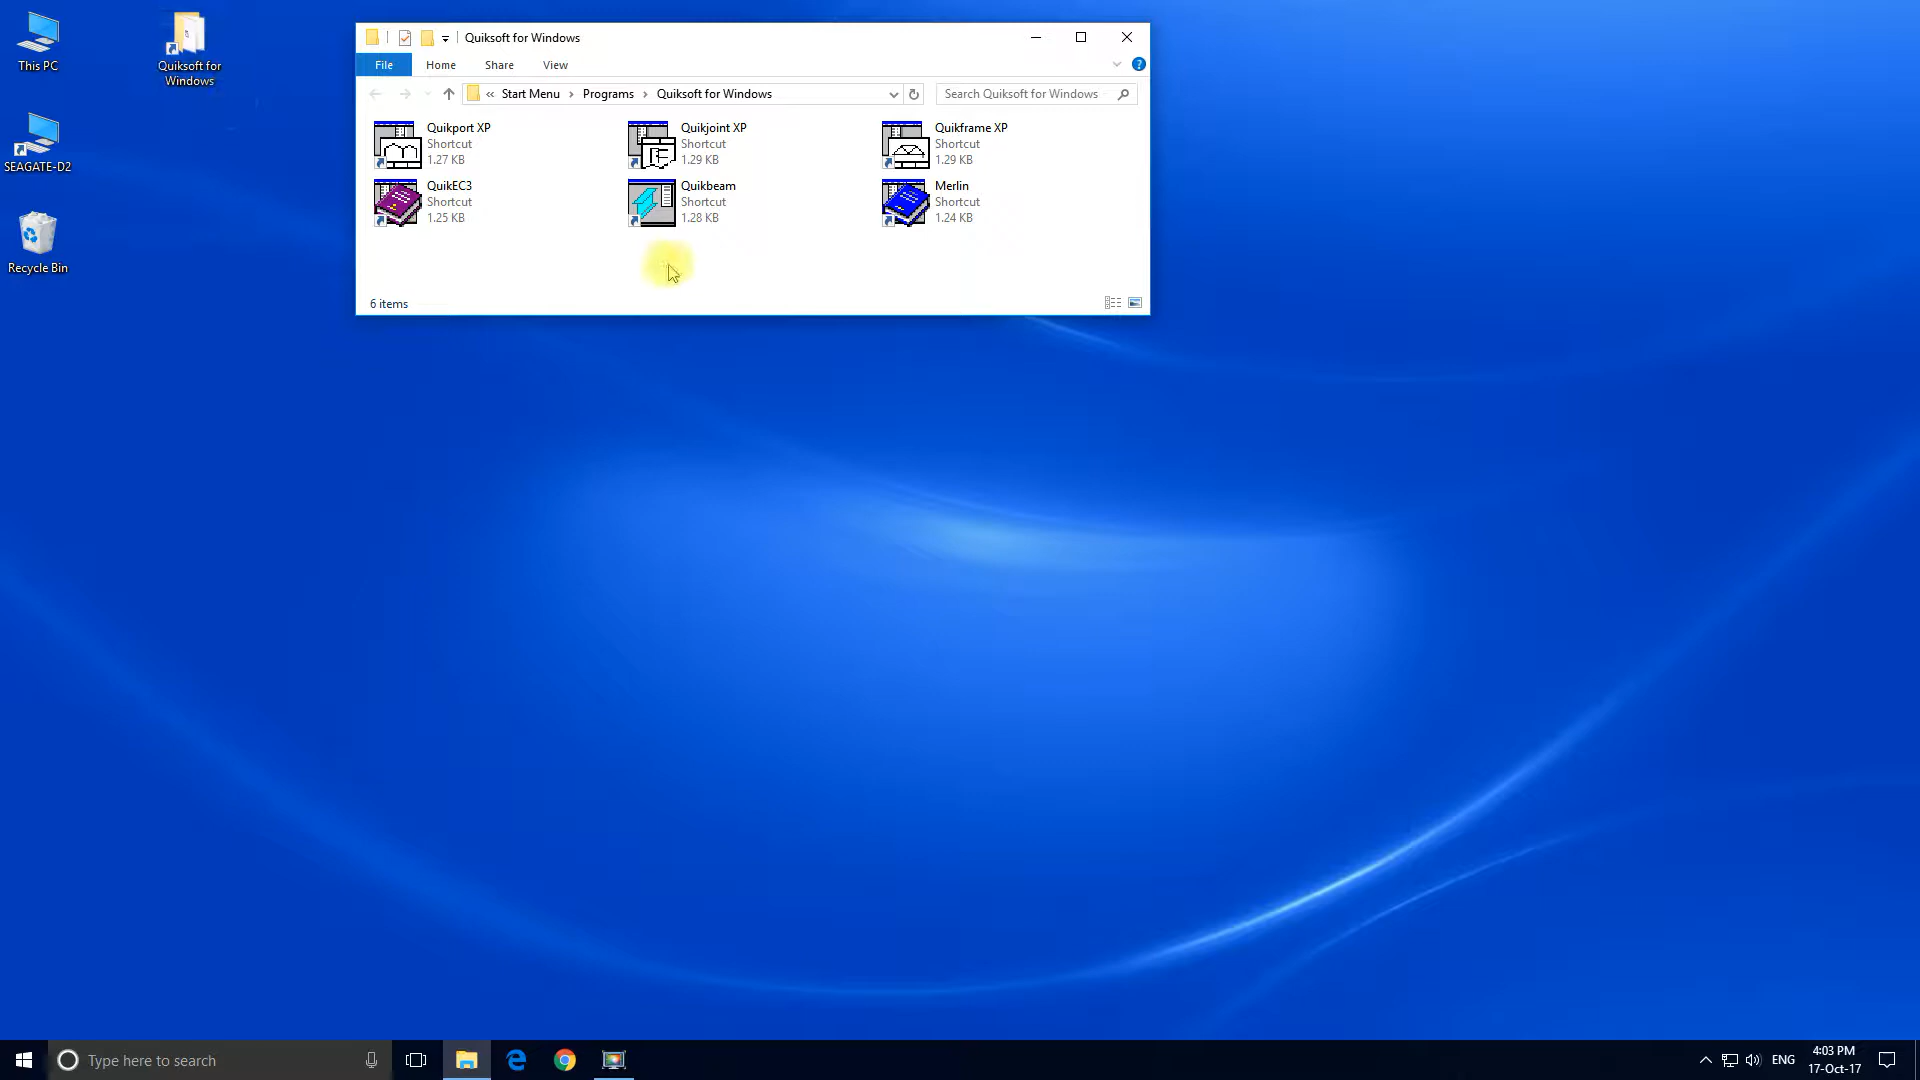 This PC
Quiksoft for
Windows
SEAGATE-D2
Recycle Bin
Quiksoft for Windows
File Home Share View
« Start Menu › Programs › Quiksoft for Windows
Search Quiksoft for Windows
Quikport XP
Shortcut
1.27 KB
Quikjoint XP
Shortcut
1.29 KB
Quikframe XP
Shortcut
1.29 KB
QuikEC3
Shortcut
1.25 KB
Quikbeam
Shortcut
1.28 KB
Merlin
Shortcut
1.24 KB
6 items
Type here to search
ENG
4:03 PM
17-Oct-17